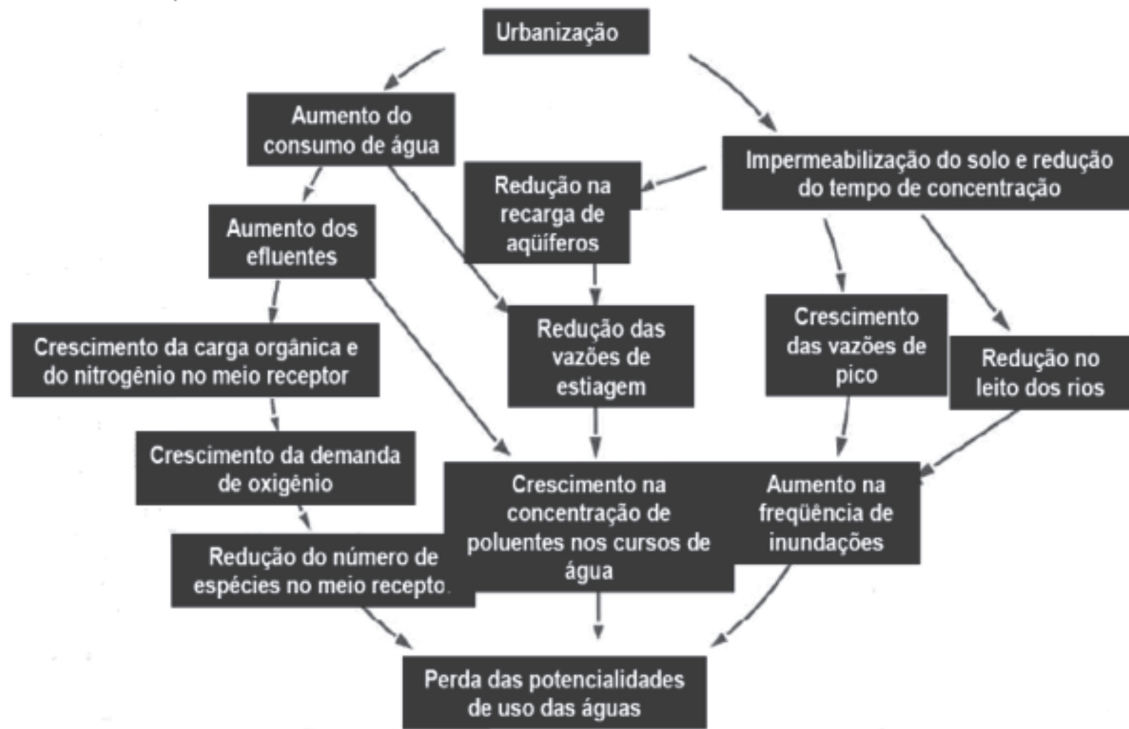 Urbanização
Aumento do
consumo de água
Impermeabilização do solo e redução
do tempo de concentração
Redução na
recarga de
aqüíferos
Aumento dos
efluentes
Crescimento da carga orgânica e
do nitrogênio no meio receptor
Redução das
vazões de
estiagem
Crescimento
das vazões de
pico
Redução no
leito dos rios
Crescimento da demanda
de oxigênio
Crescimento na
concentração de
poluentes nos cursos de
água
Aumento na
freqüência de
inundações
Redução do número de
espécies no meio recepto.
Perda das potencialidades
de uso das águas